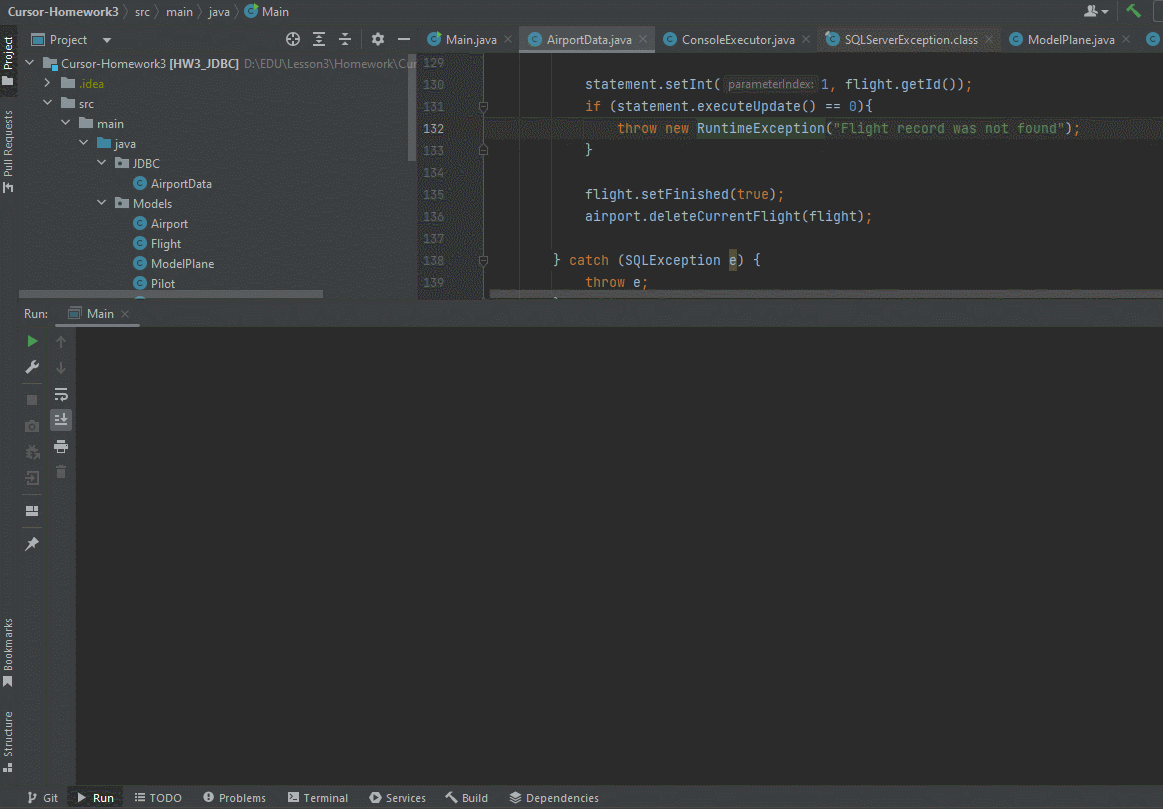 Cursor-Homework3 src main java Main
Project
Main.java AirportData.java ConsoleExecutor.java SQLServerException.class ModelPlane.java
Cursor-Homework3 [HW3_JDBC] D:\EDU\Lesson3\Homework\Cur
.idea
src
main
java
JDBC
AirportData
Models
Airport
Flight
ModelPlane
Pilot
129
130 statement.setInt( parameterIndex: 1, flight.getId());
131 if (statement.executeUpdate() == 0){
132 throw new RuntimeException("Flight record was not found");
133 }
134
135 flight.setFinished(true);
136 airport.deleteCurrentFlight(flight);
137
138 } catch (SQLException e) {
139 throw e;
Run: Main
Project
Pull Requests
Bookmarks
Structure
Git Run TODO Problems Terminal Services Build Dependencies